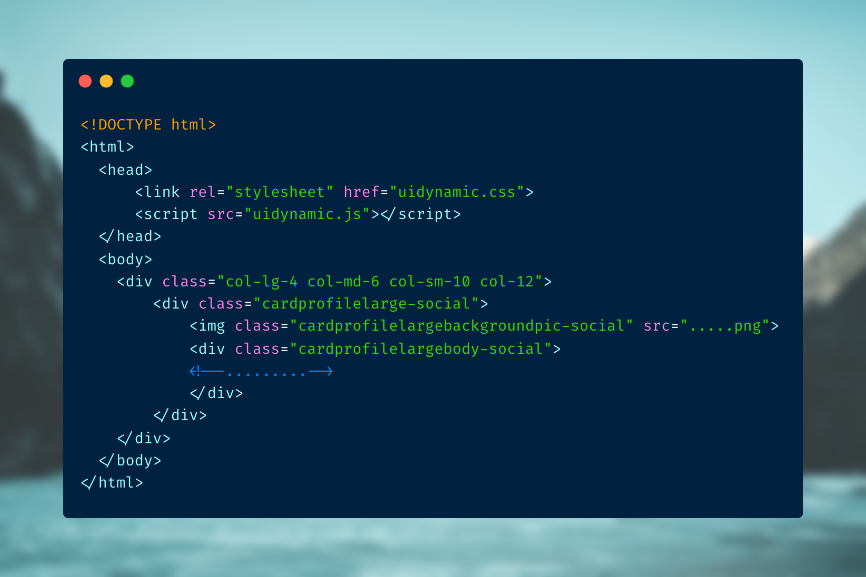 <!DOCTYPE html>
<html>
  <head>
      <link rel="stylesheet" href="uidynamic.css">
      <script src="uidynamic.js"></script>
  </head>
  <body>
    <div class="col-lg-4 col-md-6 col-sm-10 col-12">
        <div class="cardprofilelarge-social">
            <img class="cardprofilelargebackgroundpic-social" src=".....png">
            <div class="cardprofilelargebody-social">
            <!--.........-->
            </div>
        </div>
    </div>
  </body>
</html>